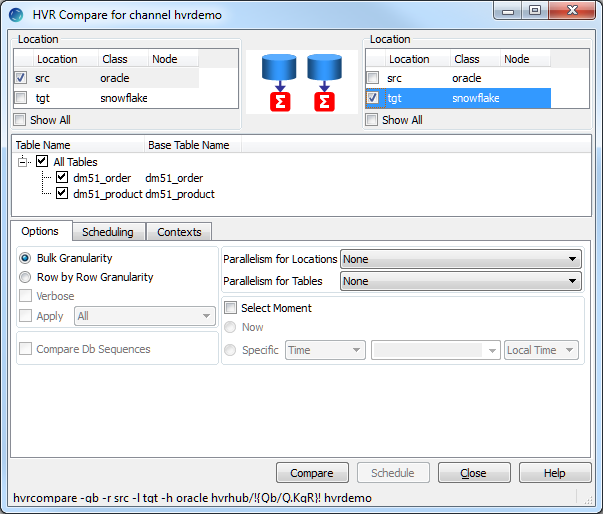 HVR Compare for channel hvrdemo
Location
Location Class Node
src oracle
tgt snowflake
Show All
Σ Σ
Location
Location Class Node
src oracle
tgt snowflake
Show All
Table Name Base Table Name
All Tables
dm51_order dm51_order
dm51_product dm51_product
Options Scheduling Contexts
Bulk Granularity
Row by Row Granularity
Verbose
Apply All
Compare Db Sequences
Parallelism for Locations None
Parallelism for Tables None
Select Moment
Now
Specific Time Local Time
Compare Schedule Close Help
hvrcompare -gb -r src -l tgt -h oracle hvrhub/!{Qb/Q.KqR}! hvrdemo